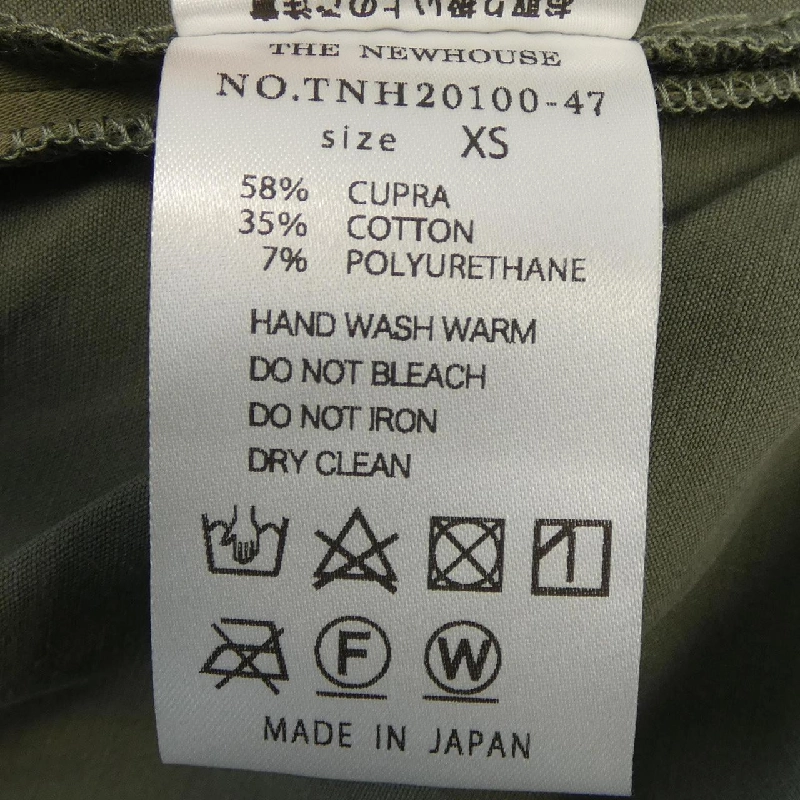 THE NEWHOUSE
NO.TNH20100-47
size XS
58% CUPRA
35% COTTON
7% POLYURETHANE
HAND WASH WARM
DO NOT BLEACH
DO NOT IRON
DRY CLEAN
F W
MADE IN JAPAN